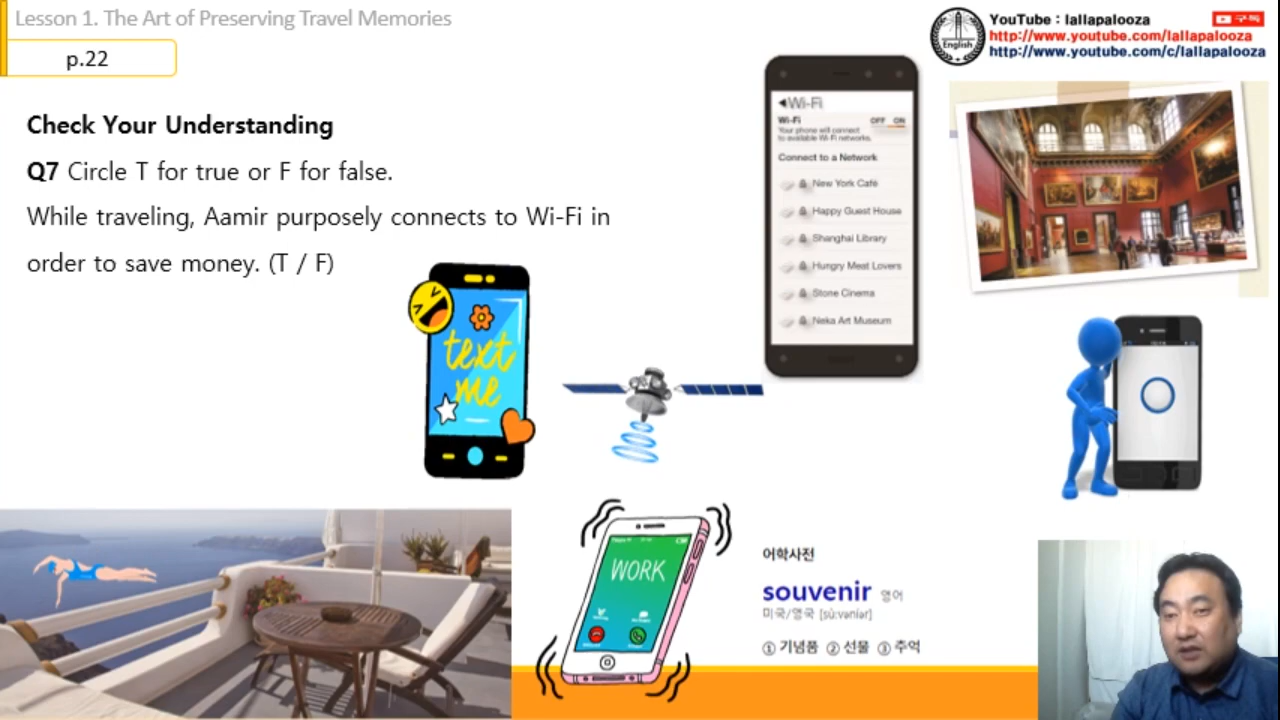 Lesson 1. The Art of Preserving Travel Memories
p.22
YouTube : lallapalooza
구독
http://www.youtube.com/lallapalooza
http://www.youtube.com/c/lallapalooza
English
Check Your Understanding
Q7 Circle T for true or F for false.
While traveling, Aamir purposely connects to Wi-Fi in
order to save money. (T / F)
Wi-Fi
Wi-Fi OFF ON
Your phone will connect
to available Wi-Fi networks.
Connect to a Network
New York Café
Happy Guest House
Shanghai Library
Hungry Meat Lovers
Stone Cinema
Neka Art Museum
text
me
WORK
어학사전
souvenir 영어
미국/영국 [sù:vəníər]
① 기념품 ② 선물 ③ 추억